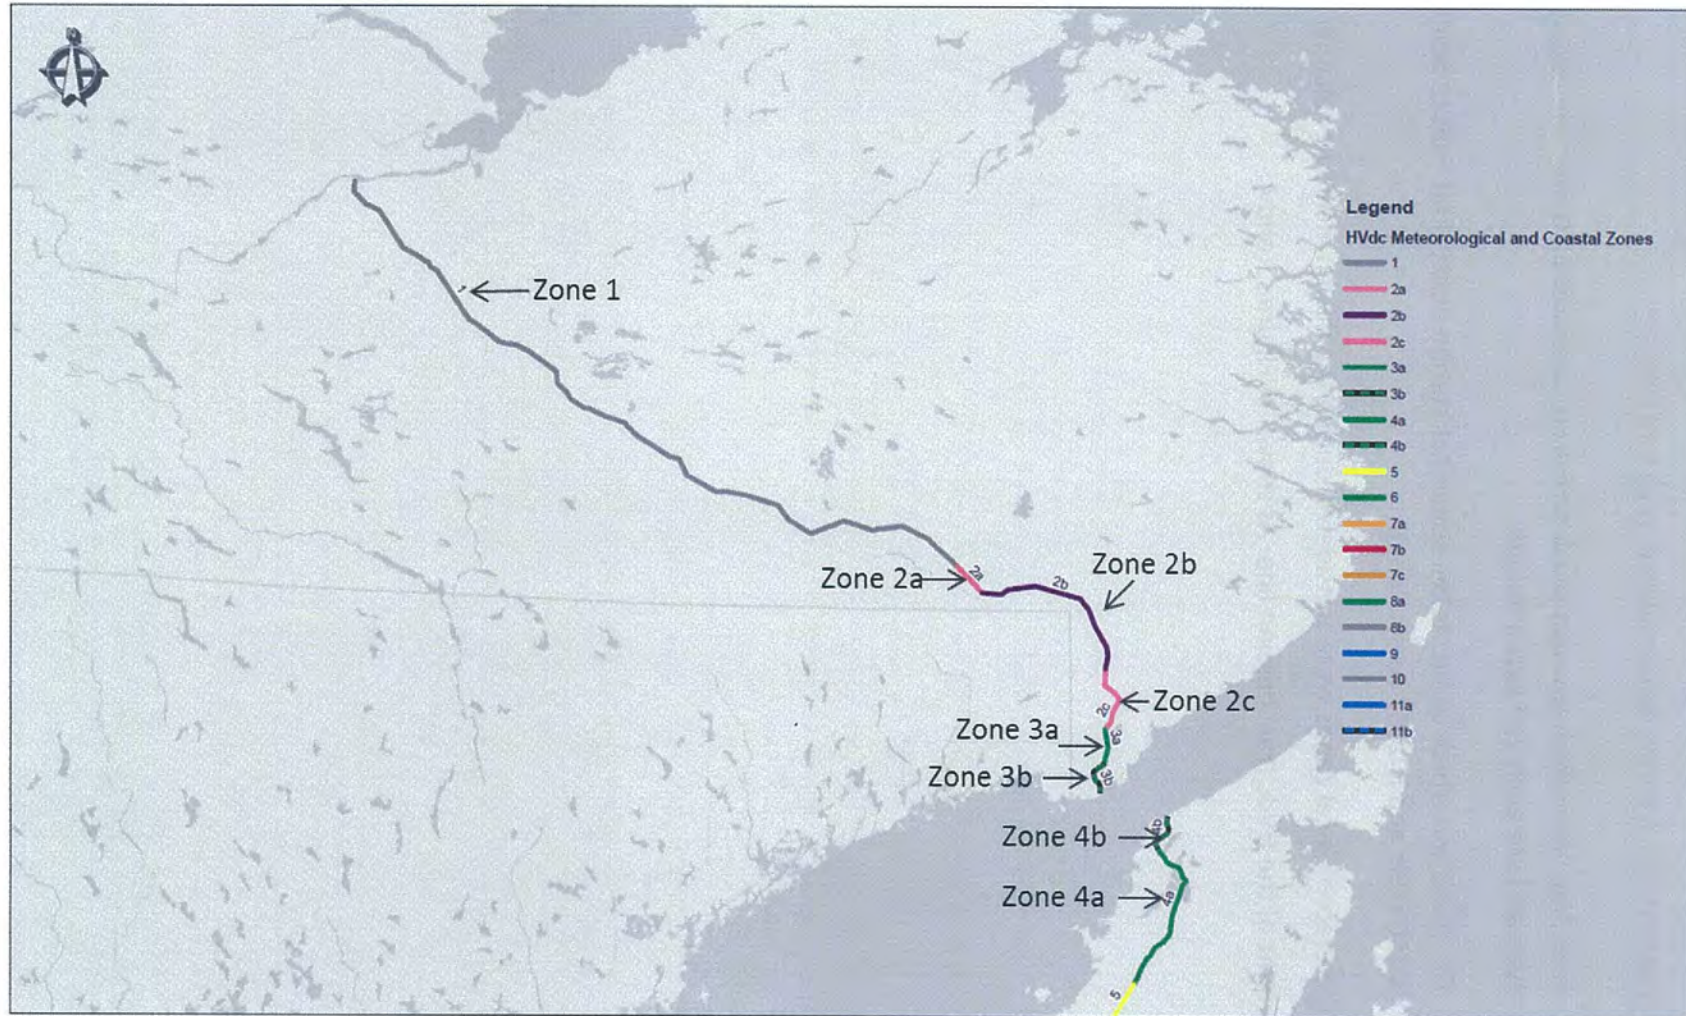 Legend
HVdc Meteorological and Coastal Zones
1
2a
2b
2c
3a
3b
4a
4b
5
6
7a
7b
7c
8a
8b
9
10
11a
11b
Zone 1
Zone 2a
2a
2b
Zone 2b
2c
Zone 2c
Zone 3a
3a
Zone 3b
3b
Zone 4b
4b
Zone 4a
4a
5